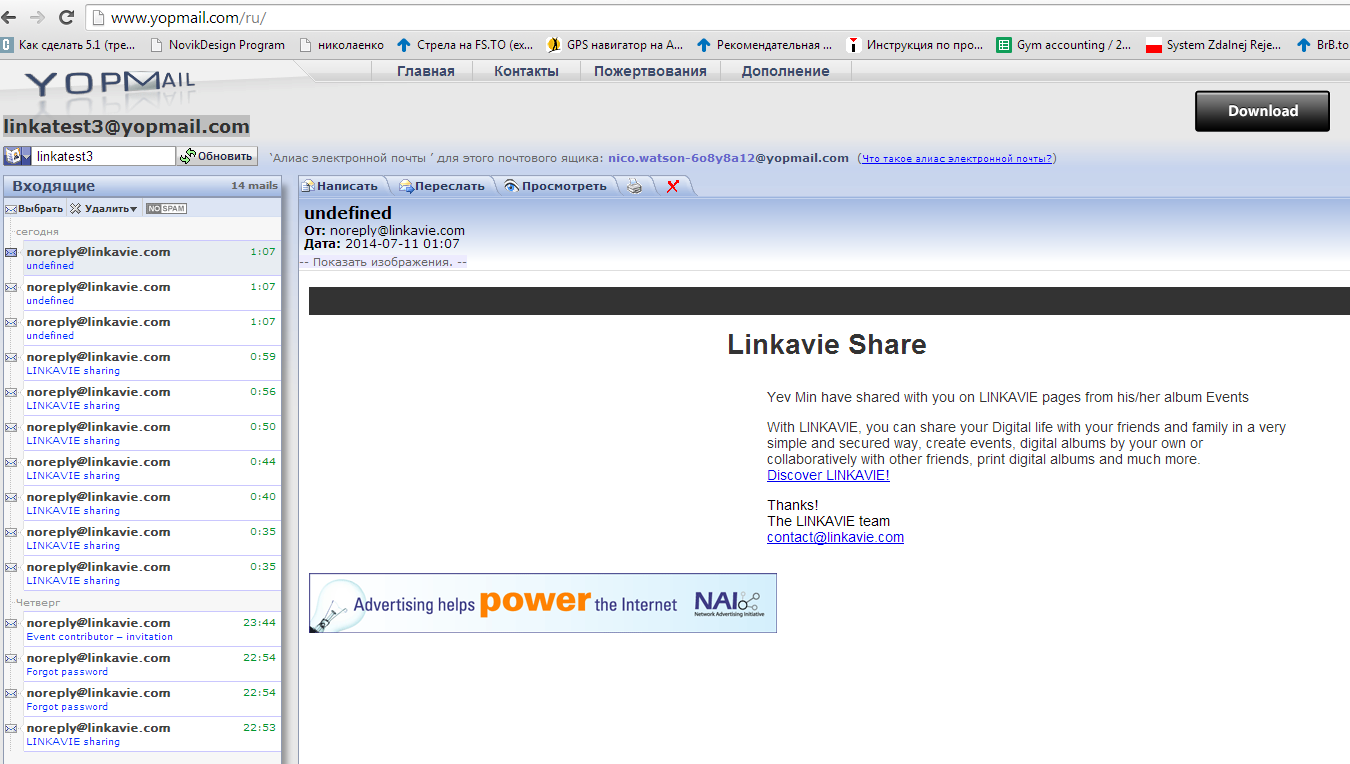 www.yopmail.com/ru/
Как сделать 5.1 (тре... NovikDesign Program николаенко Стрела на FS.TO (ex... GPS навигатор на А... Рекомендательная ... Инструкция по про... Gym accounting / 2... System Zdalnej Reje... BrB.to
YOPMAIL
Главная Контакты Пожертвования Дополнение
Download
linkatest3@yopmail.com
linkatest3 Обновить `Алиас электронной почты ´ для этого почтового ящика: nico.watson-6o8y8a12@yopmail.com (Что такое алиас электронной почты?)
Входящие 14 mails
Написать Переслать Просмотреть
Выбрать Удалить NO SPAM
сегодня
noreply@linkavie.com 1:07
undefined
noreply@linkavie.com 1:07
undefined
noreply@linkavie.com 1:07
undefined
noreply@linkavie.com 0:59
LINKAVIE sharing
noreply@linkavie.com 0:56
LINKAVIE sharing
noreply@linkavie.com 0:50
LINKAVIE sharing
noreply@linkavie.com 0:44
LINKAVIE sharing
noreply@linkavie.com 0:40
LINKAVIE sharing
noreply@linkavie.com 0:35
LINKAVIE sharing
noreply@linkavie.com 0:35
LINKAVIE sharing
Четверг
noreply@linkavie.com 23:44
Event contributor – invitation
noreply@linkavie.com 22:54
Forgot password
noreply@linkavie.com 22:54
Forgot password
noreply@linkavie.com 22:53
LINKAVIE sharing
undefined
От: noreply@linkavie.com
Дата: 2014-07-11 01:07
-- Показать изображения. --
Linkavie Share
Yev Min have shared with you on LINKAVIE pages from his/her album Events
With LINKAVIE, you can share your Digital life with your friends and family in a very
simple and secured way, create events, digital albums by your own or
collaboratively with other friends, print digital albums and much more.
Discover LINKAVIE!
Thanks!
The LINKAVIE team
contact@linkavie.com
Advertising helps power the Internet NAI
Network Advertising Initiative